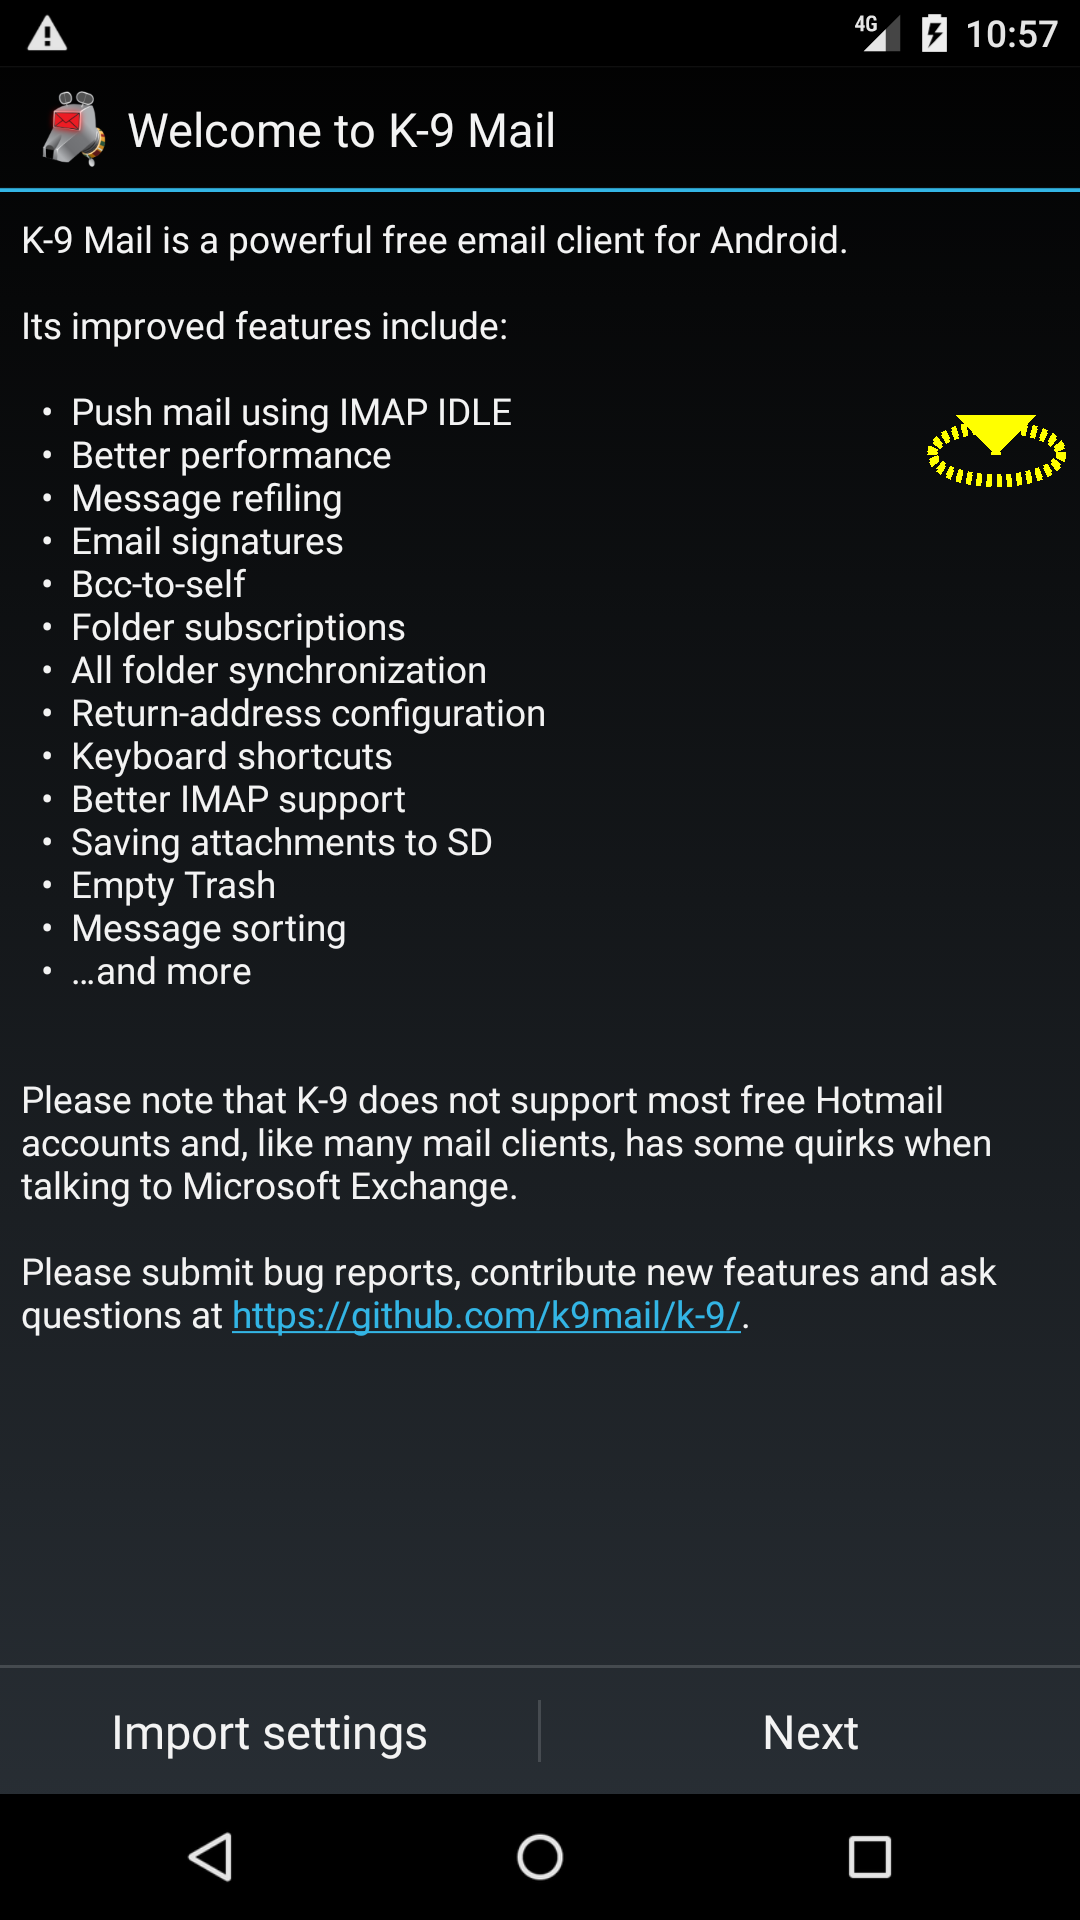 4G 10:57
Welcome to K-9 Mail
K-9 Mail is a powerful free email client for Android.
Its improved features include:
• Push mail using IMAP IDLE
• Better performance
• Message refiling
• Email signatures
• Bcc-to-self
• Folder subscriptions
• All folder synchronization
• Return-address configuration
• Keyboard shortcuts
• Better IMAP support
• Saving attachments to SD
• Empty Trash
• Message sorting
• …and more
Please note that K-9 does not support most free Hotmail
accounts and, like many mail clients, has some quirks when
talking to Microsoft Exchange.
Please submit bug reports, contribute new features and ask
questions at https://github.com/k9mail/k-9/.
Import settings Next